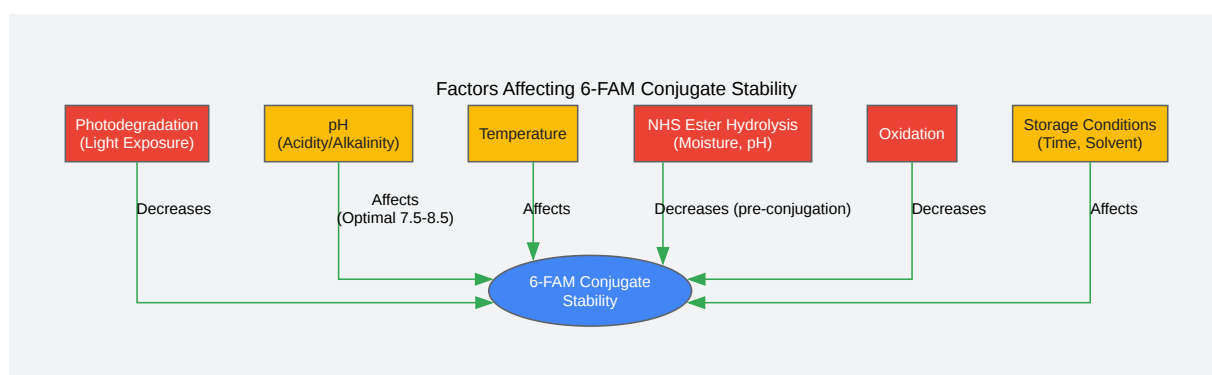 Factors Affecting 6-FAM Conjugate Stability
Photodegradation
(Light Exposure)
pH
(Acidity/Alkalinity)
Temperature
NHS Ester Hydrolysis
(Moisture, pH)
Oxidation
Storage Conditions
(Time, Solvent)
Decreases
Affects
(Optimal 7.5-8.5)
Affects
Decreases (pre-conjugation)
Decreases
Affects
6-FAM Conjugate
Stability